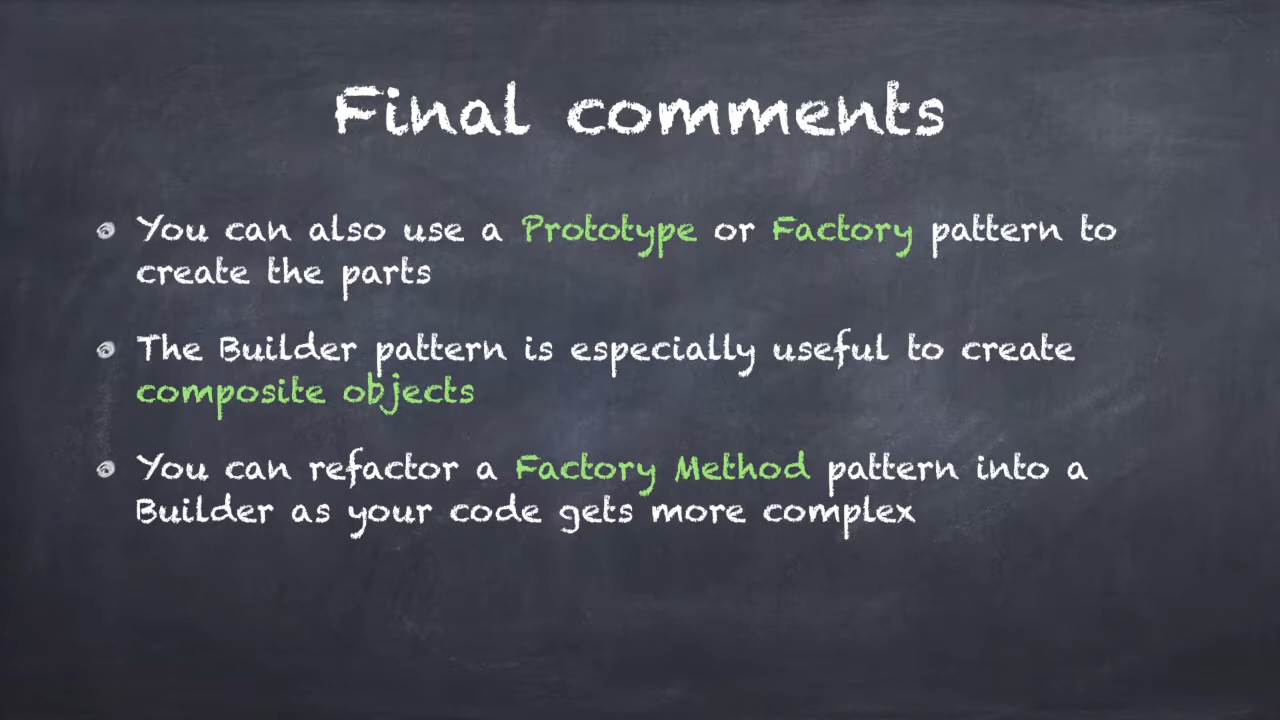 Final comments
You can also use a Prototype or Factory pattern to
create the parts
The Builder pattern is especially useful to create
composite objects
You can refactor a Factory Method pattern into a
Builder as your code gets more complex